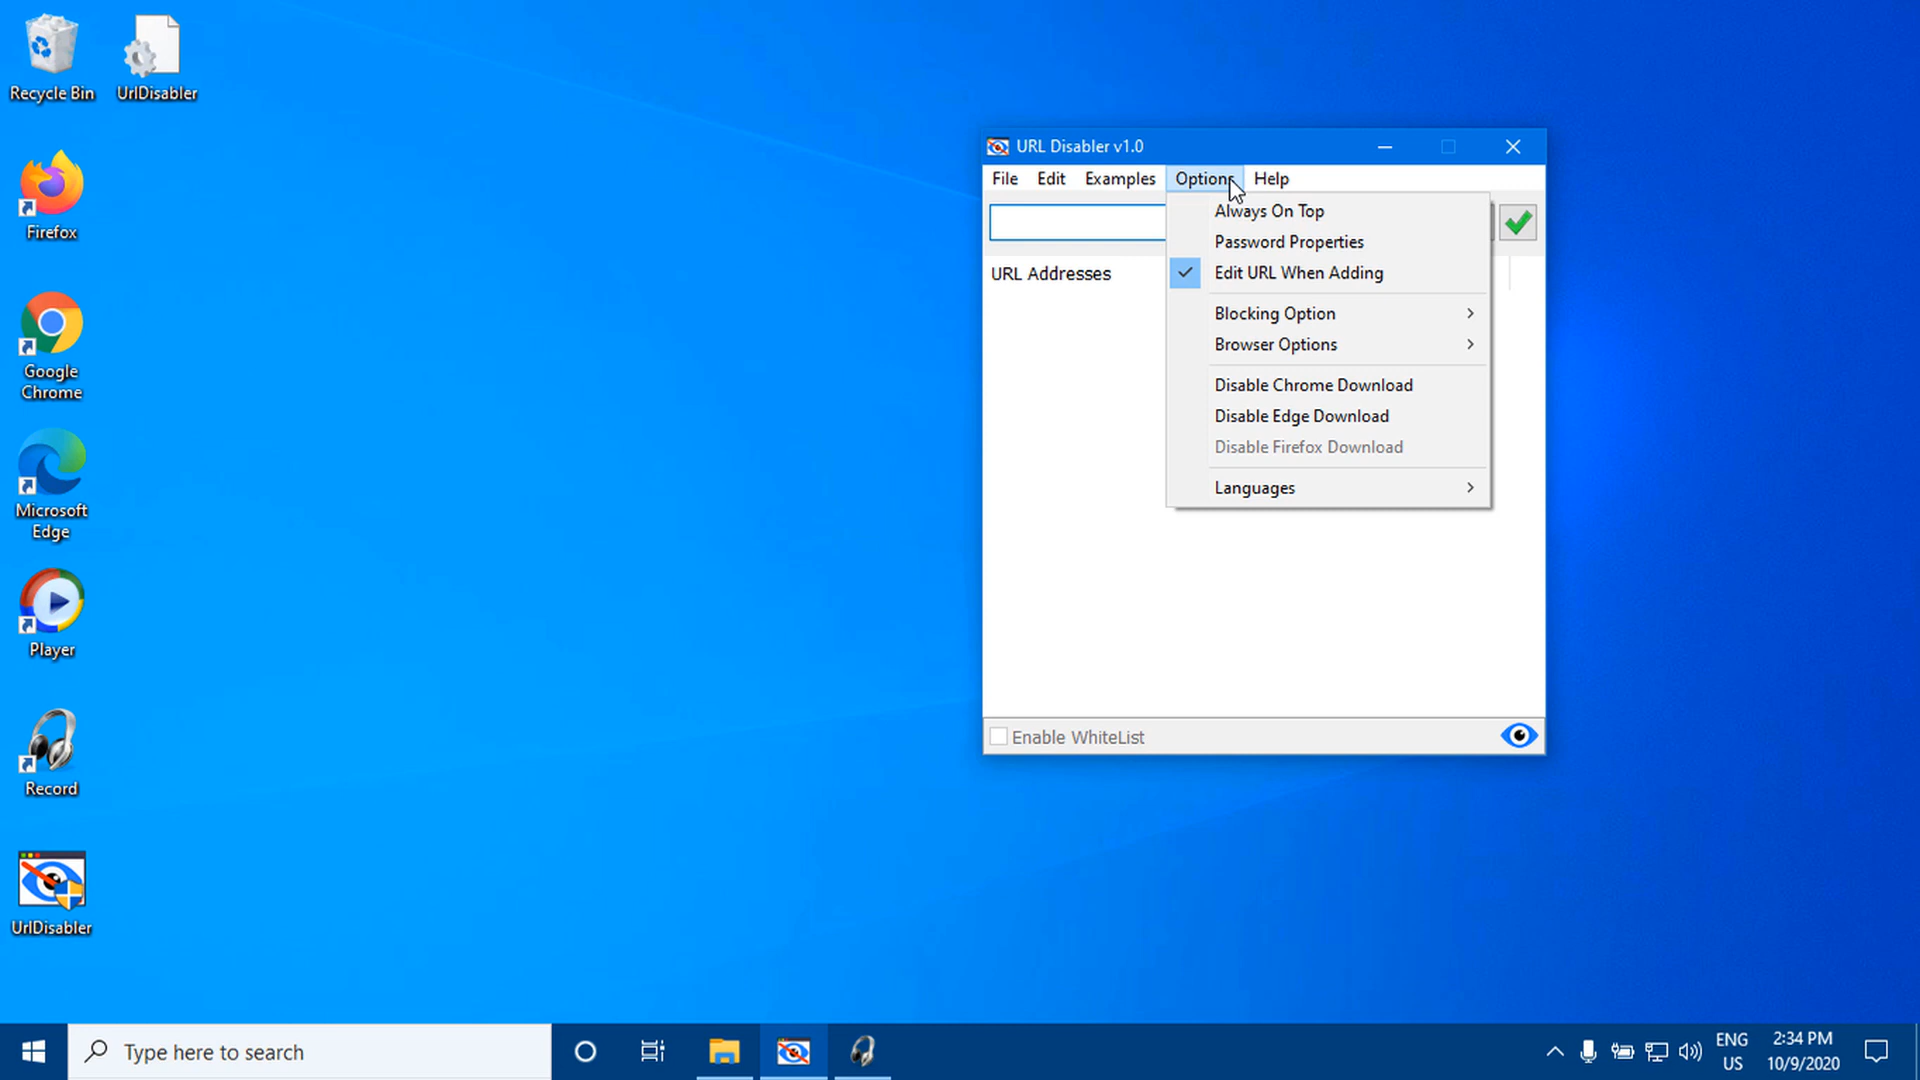 Recycle Bin
UrlDisabler
Firefox
Google
Chrome
Microsoft
Edge
Player
Record
UrlDisabler
URL Disabler v1.0
File Edit Examples Options Help
URL Addresses
Always On Top
Password Properties
Edit URL When Adding
Blocking Option
Browser Options
Disable Chrome Download
Disable Edge Download
Disable Firefox Download
Languages
Enable WhiteList
Type here to search
ENG
US
2:34 PM
10/9/2020